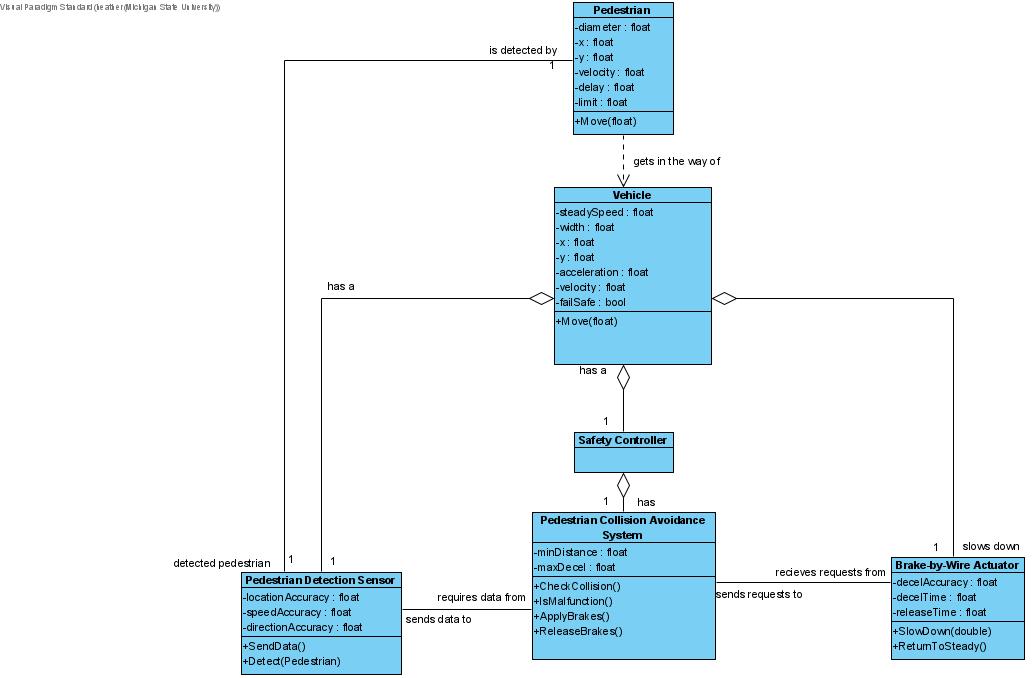 Visual Paradigm Standard (heather(Michigan State University))
Pedestrian
-diameter : float
-x : float
-y : float
-velocity : float
-delay : float
-limit : float
+Move(float)
is detected by
1
gets in the way of
Vehicle
-steadySpeed : float
-width : float
-x : float
-y : float
-acceleration : float
-velocity : float
-failSafe : bool
+Move(float)
has a
has a
1
Safety Controller
1
has
Pedestrian Collision Avoidance
System
-minDistance : float
-maxDecel : float
+CheckCollision()
+IsMalfunction()
+ApplyBrakes()
+ReleaseBrakes()
detected pedestrian
1
1
Pedestrian Detection Sensor
-locationAccuracy : float
-speedAccuracy : float
-directionAccuracy : float
+SendData()
+Detect(Pedestrian)
requires data from
sends data to
recieves requests from
sends requests to
1
slows down
Brake-by-Wire Actuator
-decelAccuracy : float
-decelTime : float
-releaseTime : float
+SlowDown(double)
+ReturnToSteady()